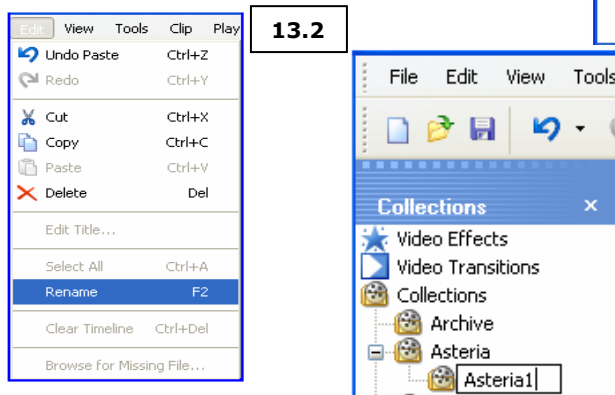 Edit View Tools Clip Play
Undo Paste Ctrl+Z
Redo Ctrl+Y
Cut Ctrl+X
Copy Ctrl+C
Paste Ctrl+V
Delete Del
Edit Title...
Select All Ctrl+A
Rename F2
Clear Timeline Ctrl+Del
Browse for Missing File...
13.2
File Edit View Tools
Collections ×
Video Effects
Video Transitions
Collections
Archive
Asteria
Asteria1